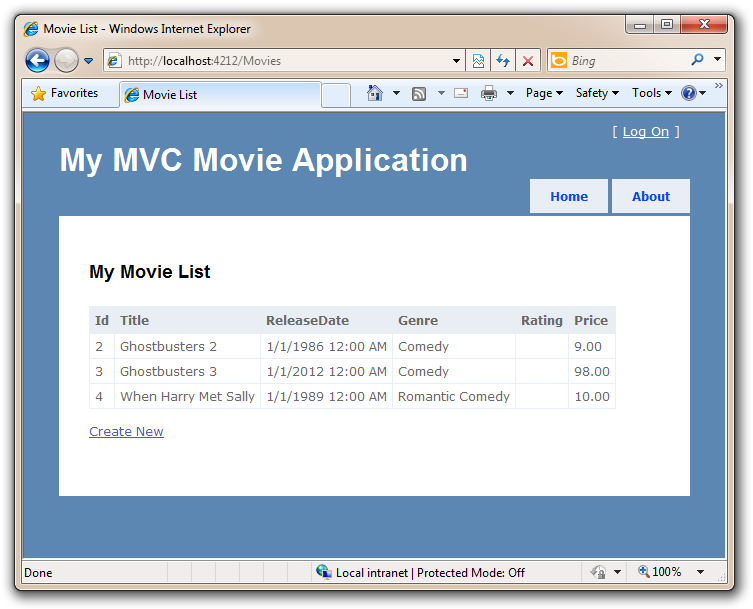 Movie List - Windows Internet Explorer
http://localhost:4212/Movies
Bing
Favorites Movie List Page Safety Tools
[ Log On ]
My MVC Movie Application
Home About
My Movie List
Id Title ReleaseDate Genre Rating Price
2 Ghostbusters 2 1/1/1986 12:00 AM Comedy 9.00
3 Ghostbusters 3 1/1/2012 12:00 AM Comedy 98.00
4 When Harry Met Sally 1/1/1989 12:00 AM Romantic Comedy 10.00
Create New
Done Local intranet | Protected Mode: Off 100%